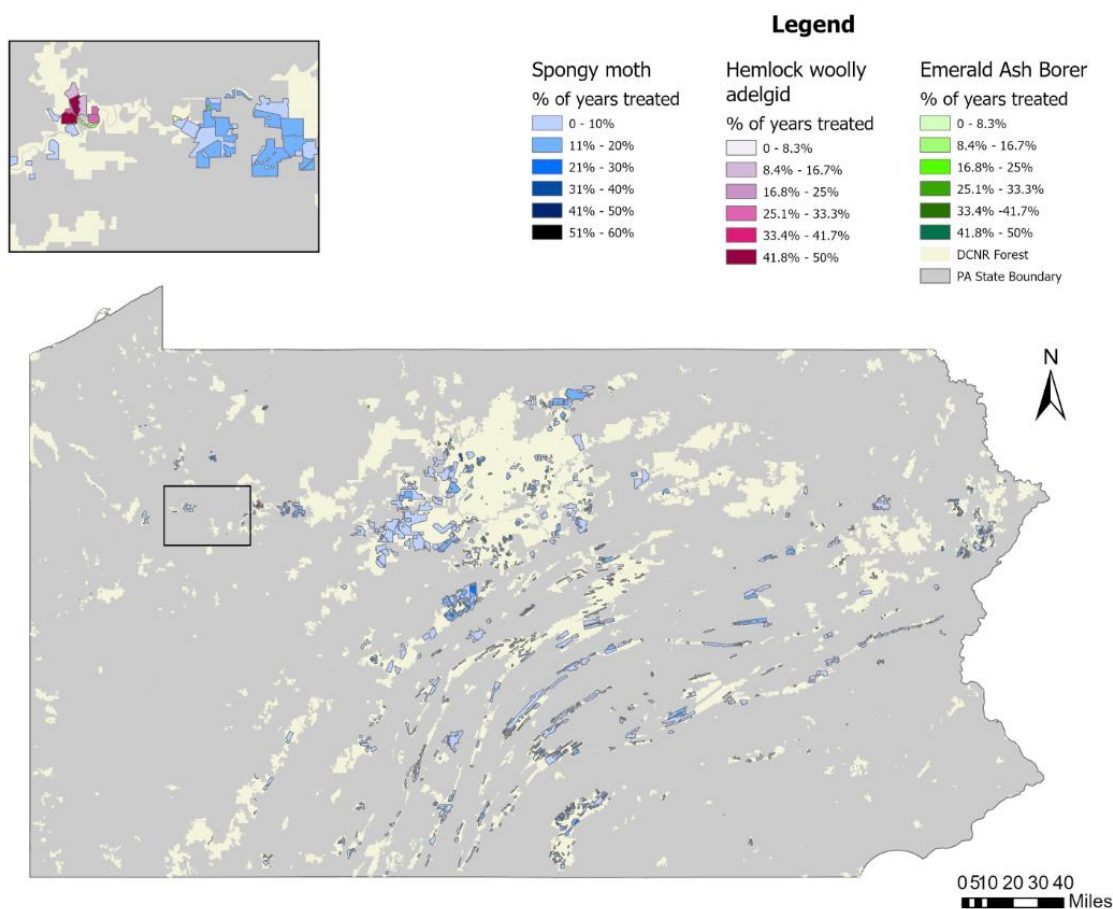 Legend
Spongy moth
% of years treated
0 - 10%
11% - 20%
21% - 30%
31% - 40%
41% - 50%
51% - 60%
Hemlock woolly
adelgid
% of years treated
0 - 8.3%
8.4% - 16.7%
16.8% - 25%
25.1% - 33.3%
33.4% - 41.7%
41.8% - 50%
Emerald Ash Borer
% of years treated
0 - 8.3%
8.4% - 16.7%
16.8% - 25%
25.1% - 33.3%
33.4% -41.7%
41.8% - 50%
DCNR Forest
PA State Boundary
N
0 5 10 20 30 40
Miles